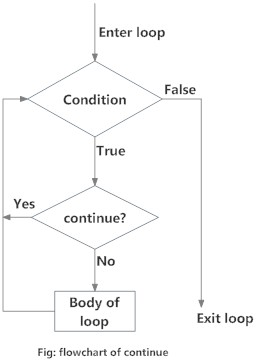 Enter loop
Condition
False
True
Yes
continue?
No
Body of
loop
Exit loop
Fig: flowchart of continue